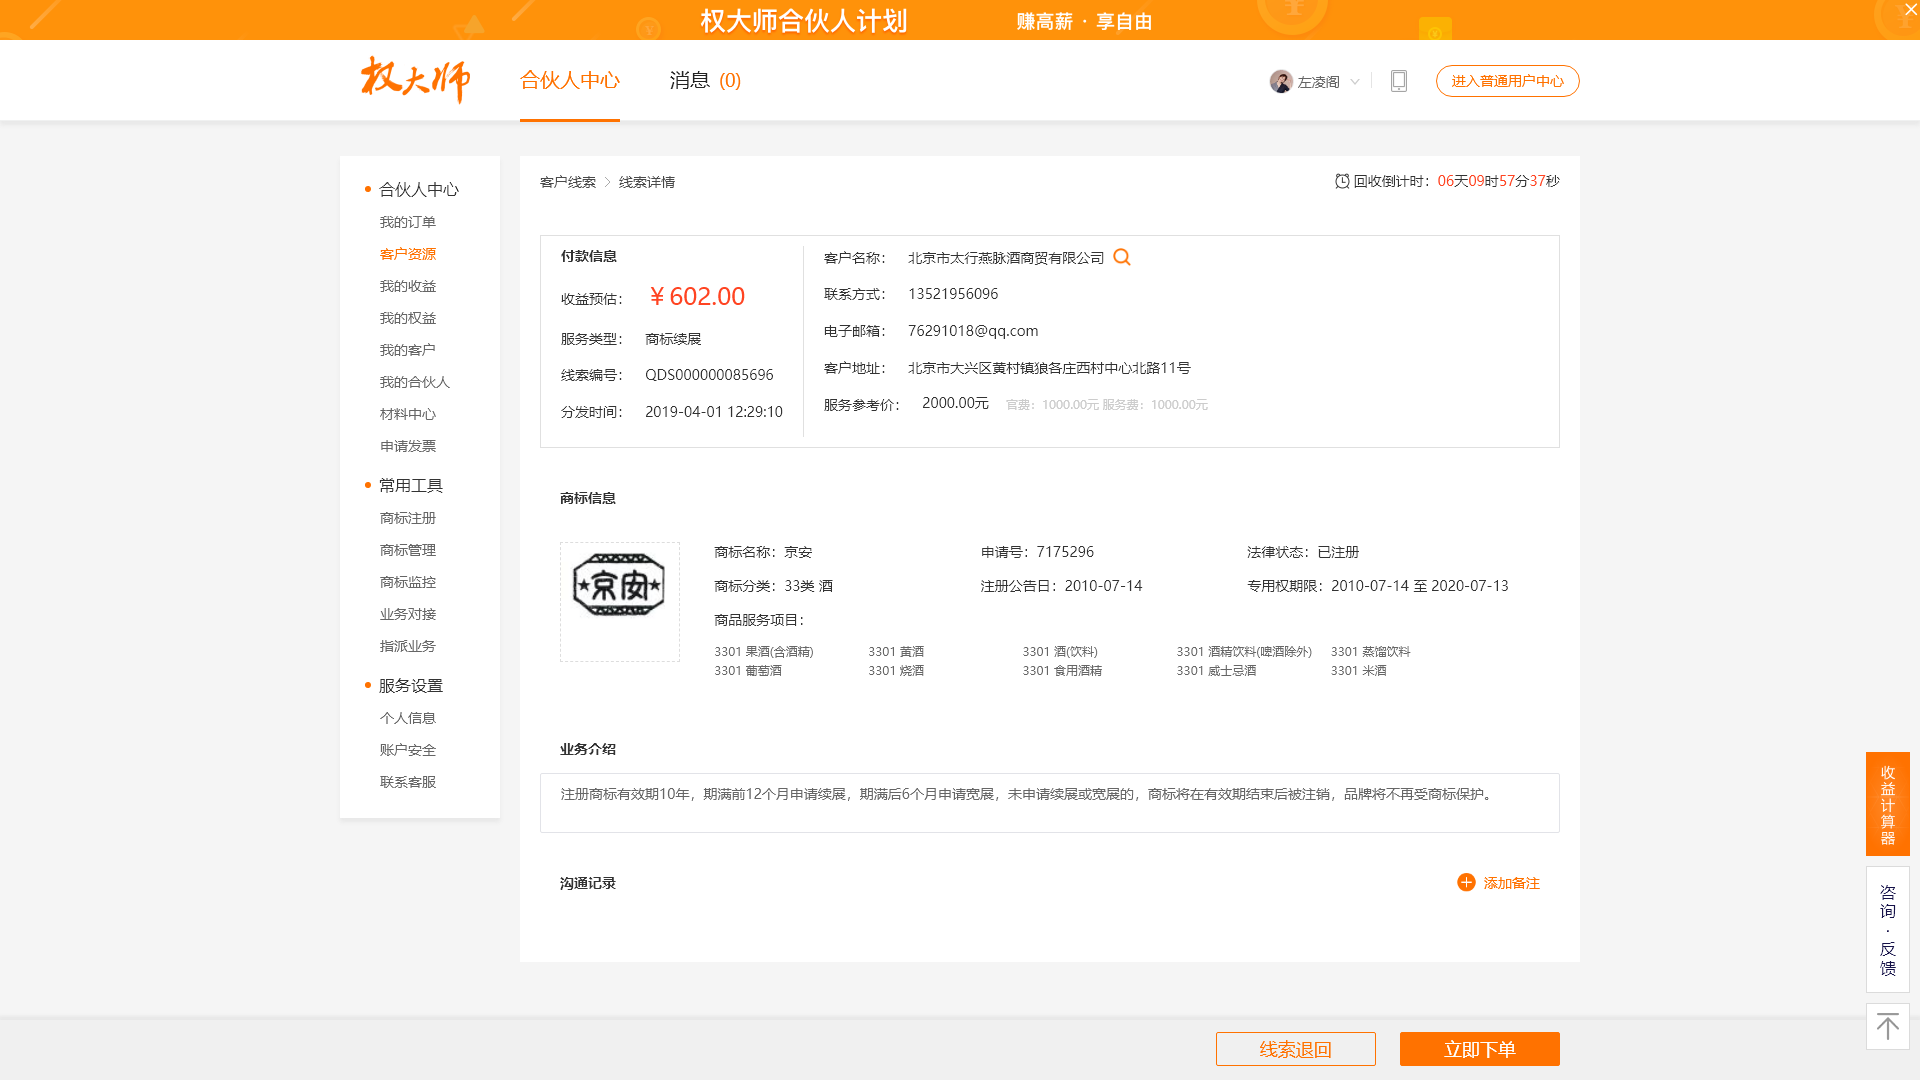 权大师合伙人计划 赚高薪 · 享自由
权大师 合伙人中心 消息 (0) 左凌阁 进入普通用户中心
合伙人中心
我的订单
客户资源
我的收益
我的权益
我的客户
我的合伙人
材料中心
申请发票
常用工具
商标注册
商标管理
商标监控
业务对接
指派业务
服务设置
个人信息
账户安全
联系客服
客户线索 > 线索详情 回收倒计时：06天09时57分37秒
付款信息
收益预估： ￥602.00
服务类型： 商标续展
线索编号： QDS000000085696
分发时间： 2019-04-01 12:29:10
客户名称： 北京市太行燕脉酒商贸有限公司
联系方式： 13521956096
电子邮箱： 76291018@qq.com
客户地址： 北京市大兴区黄村镇狼各庄西村中心北路11号
服务参考价： 2000.00元 官费：1000.00元 服务费：1000.00元
商标信息
京安
商标名称：京安 申请号：7175296 法律状态：已注册
商标分类：33类 酒 注册公告日：2010-07-14 专用权期限：2010-07-14 至 2020-07-13
商品服务项目：
3301 果酒(含酒精) 3301 黄酒 3301 酒(饮料) 3301 酒精饮料(啤酒除外) 3301 蒸馏饮料
3301 葡萄酒 3301 烧酒 3301 食用酒精 3301 威士忌酒 3301 米酒
业务介绍
注册商标有效期10年，期满前12个月申请续展，期满后6个月申请宽展，未申请续展或宽展的，商标将在有效期结束后被注销，品牌将不再受商标保护。
沟通记录 添加备注
收益计算器
咨询·反馈
线索退回 立即下单